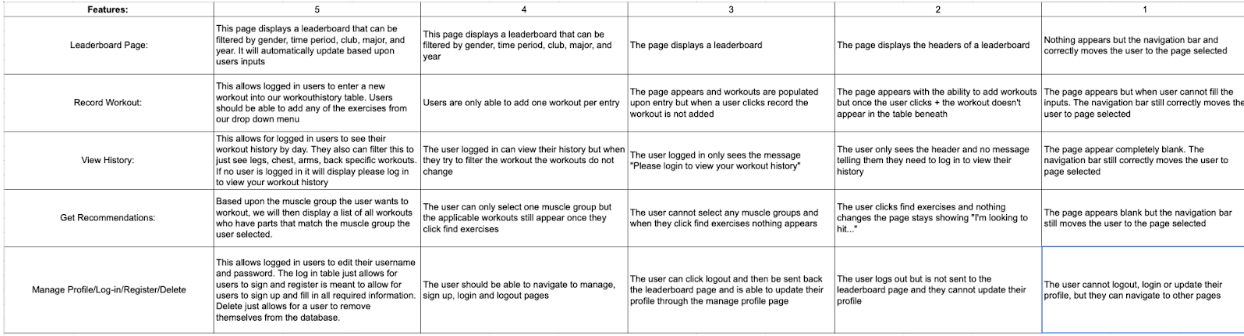 Features: 5 4 3 2 1
Leaderboard Page:
This page displays a leaderboard that can be
filtered by gender, time period, club, major, and
year. It will automatically update based upon
users inputs
This page displays a leaderboard that can be
filtered by gender, time period, club, major, and
year
The page displays a leaderboard
The page displays the headers of a leaderboard
Nothing appears but the navigation bar and
correctly moves the user to the page selected
Record Workout:
This allows logged in users to enter a new
workout into our workouthistory table. Users
should be able to add any of the exercises from
our drop down menu
Users are only able to add one workout per entry
The page appears and workouts are populated
upon entry but when a user clicks record the
workout is not added
The page appears with the ability to add workouts
but once the user clicks + the workout doesn't
appear in the table beneath
The page appears but when user cannot fill the
inputs. The navigation bar still correctly moves the
user to page selected
View History:
This allows for logged in users to see their
workout history by day. They also can filter this to
just see legs, chest, arms, back specific workouts.
If no user is logged in it will display please log in
to view your workout history
The user logged in can view their history but when
they try to filter the workout the workouts do not
change
The user logged in only sees the message
"Please login to view your workout history"
The user only sees the header and no message
telling them they need to log in to view their
history
The page appear completely blank. The
navigation bar still correctly moves the user to
page selected
Get Recommendations:
Based upon the muscle group the user wants to
workout, we will then display a list of all workouts
who have parts that match the muscle group the
user selected.
The user can only select one muscle group but
the applicable workouts still appear once they
click find exercises
The user cannot select any muscle groups and
when they click find exercises nothing appears
The user clicks find exercises and nothing
changes the page stays showing "I'm looking to
hit..."
The page appears blank but the navigation bar
still moves the user to the page selected
Manage Profile/Log-in/Register/Delete
This allows logged in users to edit their username
and password. The log in table just allows for
users to sign and register is meant to allow for
users to sign up and fill in all required information.
Delete just allows for a user to remove
themselves from the database.
The user should be able to navigate to manage,
sign up, login and logout pages
The user can click logout and then be sent back
the leaderboard page and is able to update their
profile through the manage profile page
The user logs out but is not sent to the
leaderboard page and they cannot update their
profile
The user cannot logout, login or update their
profile, but they can navigate to other pages